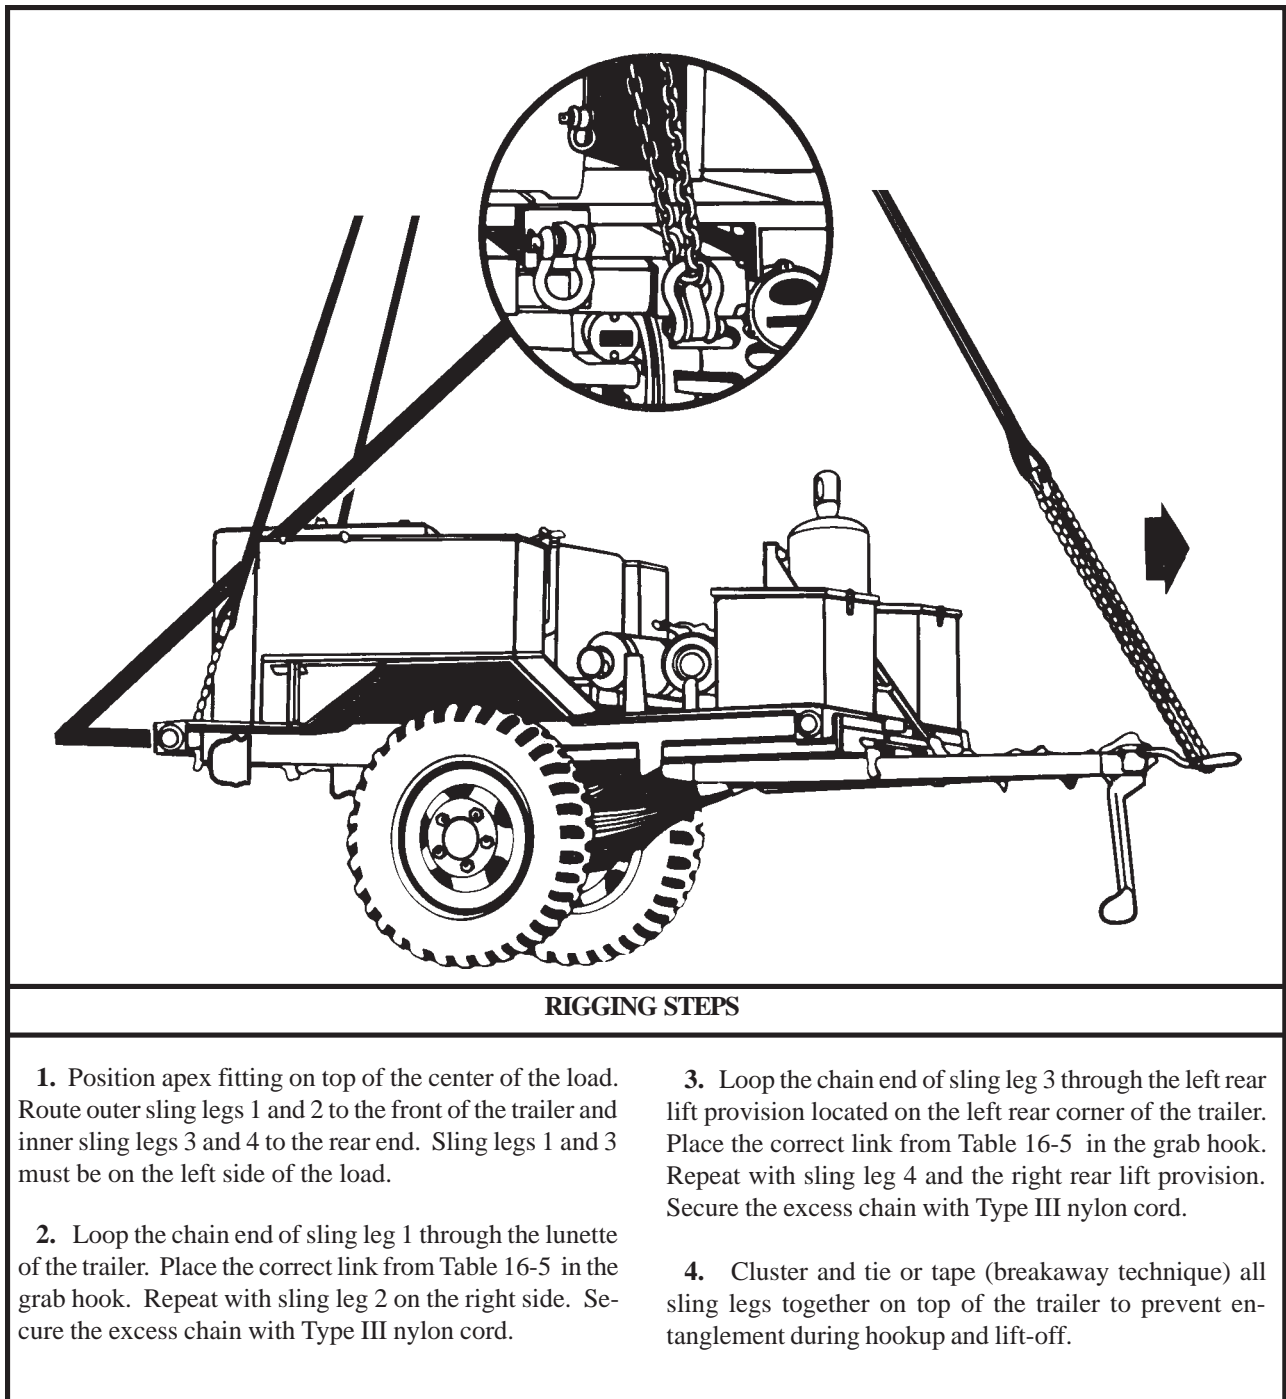 RIGGING STEPS
1. Position apex fitting on top of the center of the load.
Route outer sling legs 1 and 2 to the front of the trailer and
inner sling legs 3 and 4 to the rear end. Sling legs 1 and 3
must be on the left side of the load.
2. Loop the chain end of sling leg 1 through the lunette
of the trailer. Place the correct link from Table 16-5 in the
grab hook. Repeat with sling leg 2 on the right side. Se-
cure the excess chain with Type III nylon cord.
3. Loop the chain end of sling leg 3 through the left rear
lift provision located on the left rear corner of the trailer.
Place the correct link from Table 16-5 in the grab hook.
Repeat with sling leg 4 and the right rear lift provision.
Secure the excess chain with Type III nylon cord.
4. Cluster and tie or tape (breakaway technique) all
sling legs together on top of the trailer to prevent en-
tanglement during hookup and lift-off.